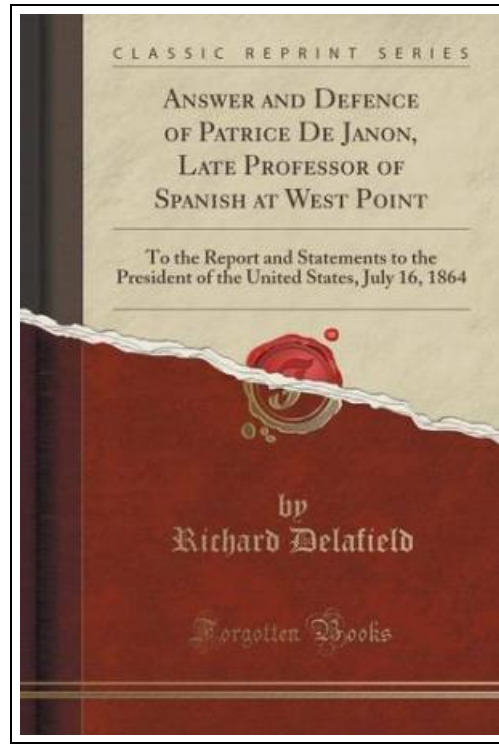 CLASSIC REPRINT SERIES
ANSWER AND DEFENCE
OF PATRICE DE JANON,
LATE PROFESSOR OF
SPANISH AT WEST POINT
To the Report and Statements to the
President of the United States, July 16, 1864
by
Richard Delafield
Forgotten Books